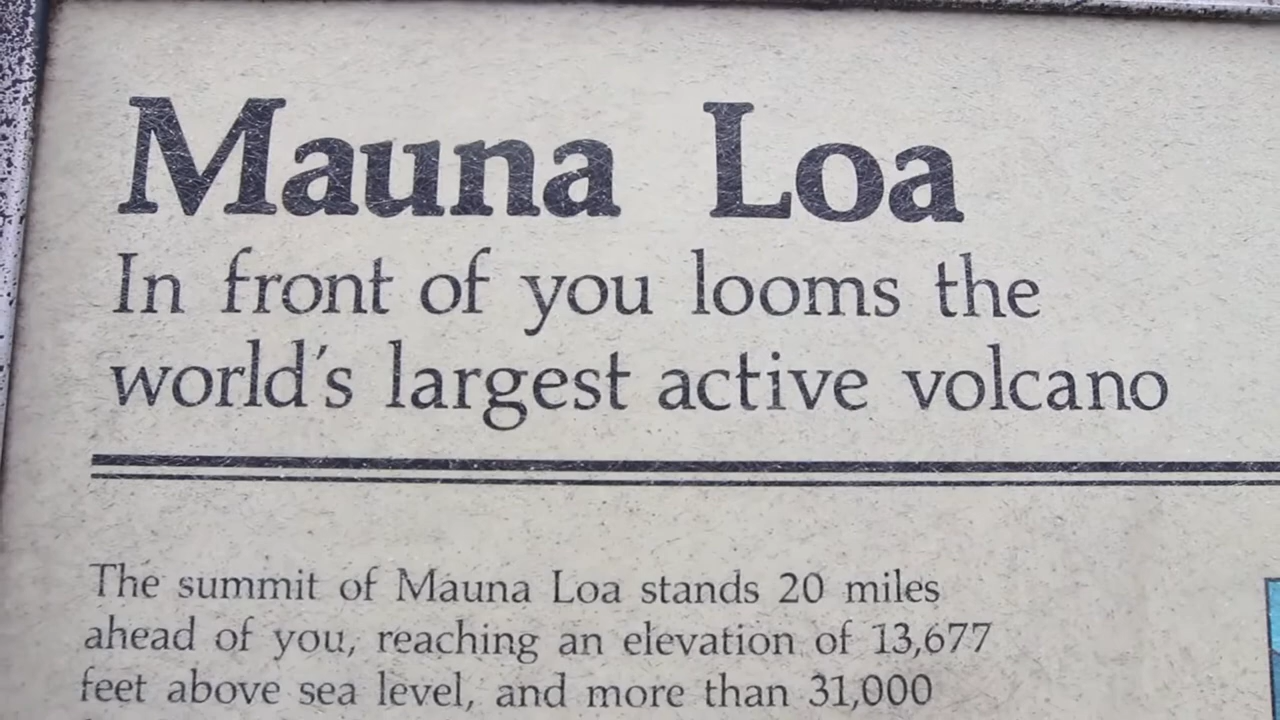 Mauna Loa
In front of you looms the
world's largest active volcano
The summit of Mauna Loa stands 20 miles
ahead of you, reaching an elevation of 13,677
feet above sea level, and more than 31,000